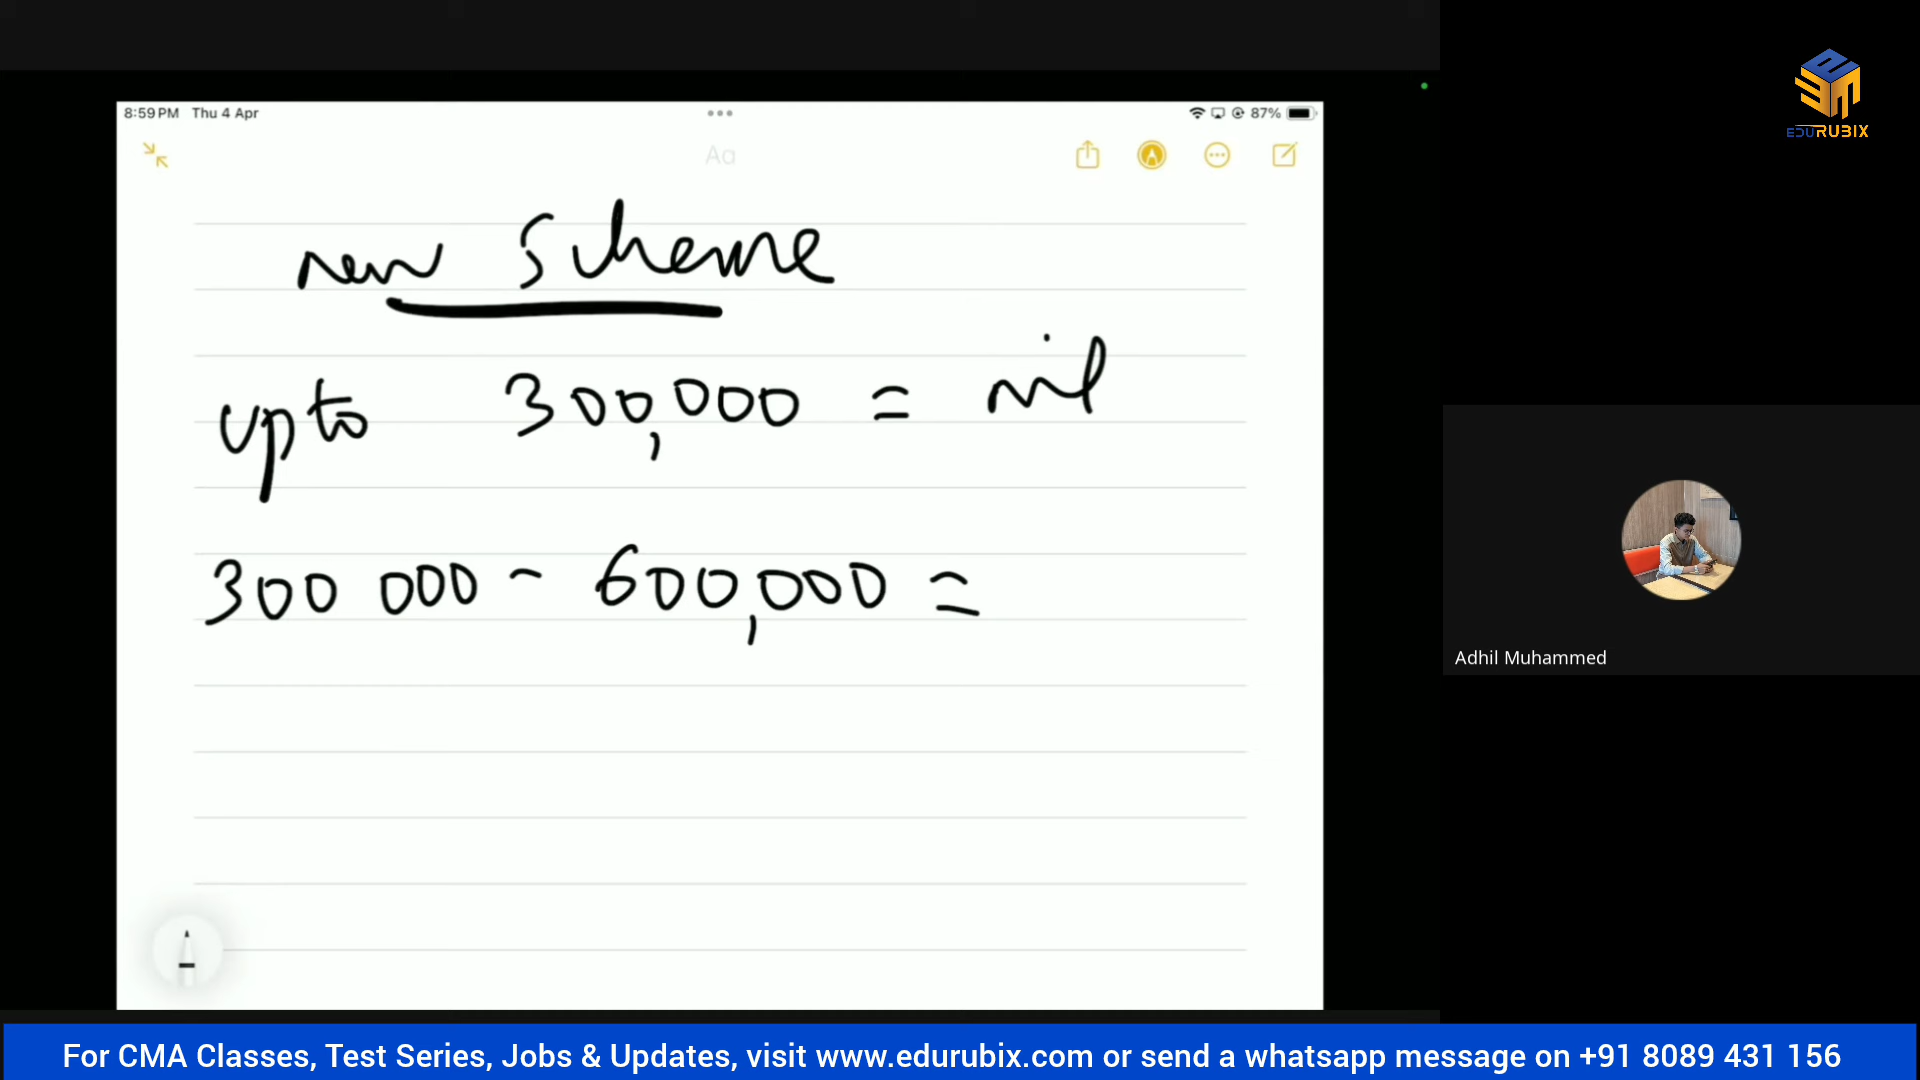 8:59 PM Thu 4 Apr
87%
Aa
new Scheme
upto 300,000 = nil
300 000 - 600,000 =
EDURUBIX
Adhil Muhammed
For CMA Classes, Test Series, Jobs & Updates, visit www.edurubix.com or send a whatsapp message on +91 8089 431 156